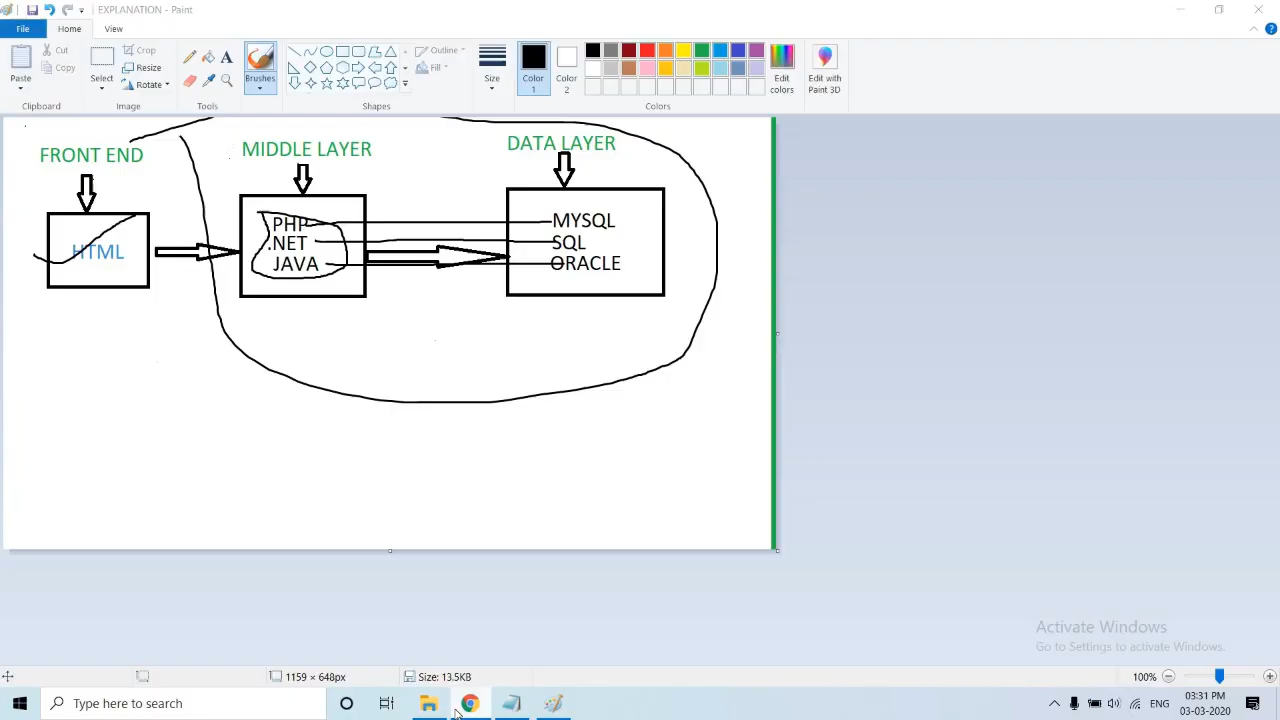 EXPLANATION - Paint
File
Home
View
Paste
Cut
Copy
Clipboard
Select
Crop
Resize
Rotate
Image
A
Tools
Brushes
Shapes
Outline
Fill
Size
Color 1
Color 2
Colors
Edit colors
Edit with Paint 3D
FRONT END
MIDDLE LAYER
DATA LAYER
HTML
PHP
.NET
JAVA
MYSQL
SQL
ORACLE
Activate Windows
Go to Settings to activate Windows.
1159 × 648px
Size: 13.5KB
100%
Type here to search
ENG
03:31 PM
03-03-2020